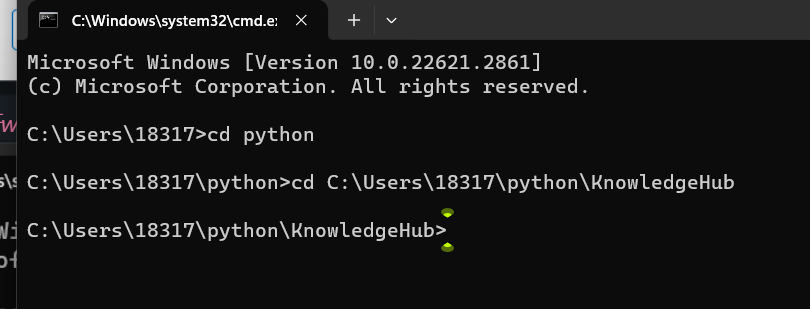 C:\Windows\system32\cmd.e
Microsoft Windows [Version 10.0.22621.2861]
(c) Microsoft Corporation. All rights reserved.
C:\Users\18317>cd python
C:\Users\18317\python>cd C:\Users\18317\python\KnowledgeHub
C:\Users\18317\python\KnowledgeHub>